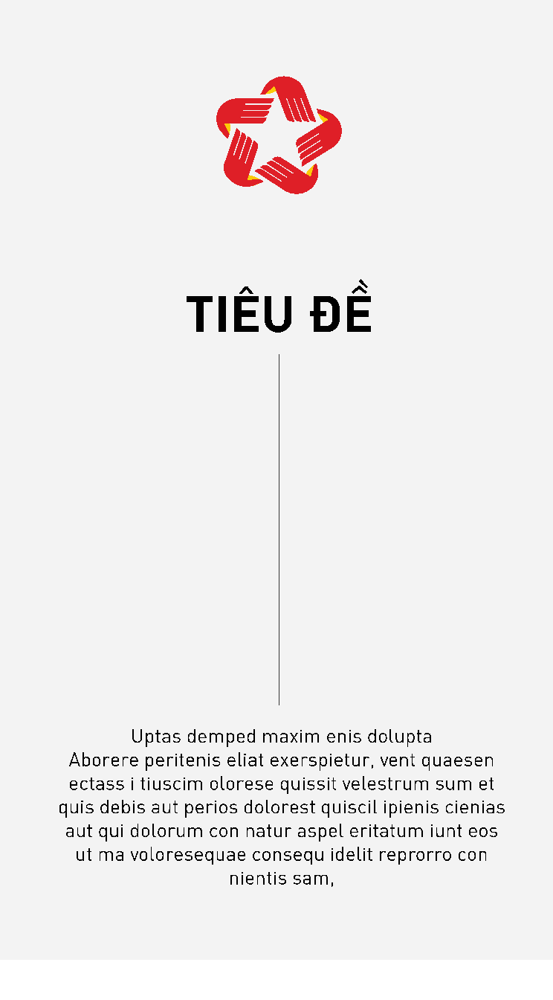 TIÊU ĐỀ
Uptas demped maxim enis dolupta
Aborere peritenis eliat exerspietur, vent quaesen
ectass i tiuscim olorese quissit velestrum sum et
quis debis aut perios dolorest quiscil ipienis cienias
aut qui dolorum con natur aspel eritatum iunt eos
ut ma voloresequae consequ idelit reprorro con
nientis sam,